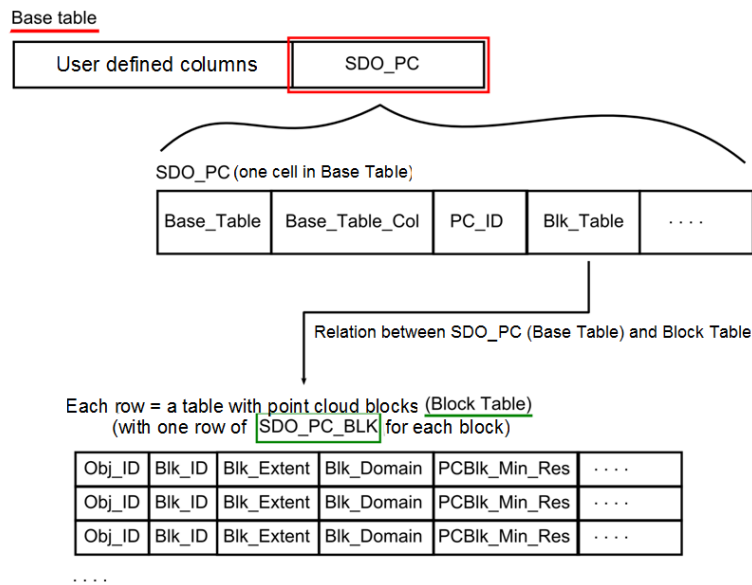 Base table
User defined columns SDO_PC
SDO_PC (one cell in Base Table)
Base_Table Base_Table_Col PC_ID Blk_Table ....
Relation between SDO_PC (Base Table) and Block Table
Each row = a table with point cloud blocks (Block Table)
(with one row of SDO_PC_BLK for each block)
Obj_ID Blk_ID Blk_Extent Blk_Domain PCBlk_Min_Res ....
Obj_ID Blk_ID Blk_Extent Blk_Domain PCBlk_Min_Res ....
Obj_ID Blk_ID Blk_Extent Blk_Domain PCBlk_Min_Res ....
....